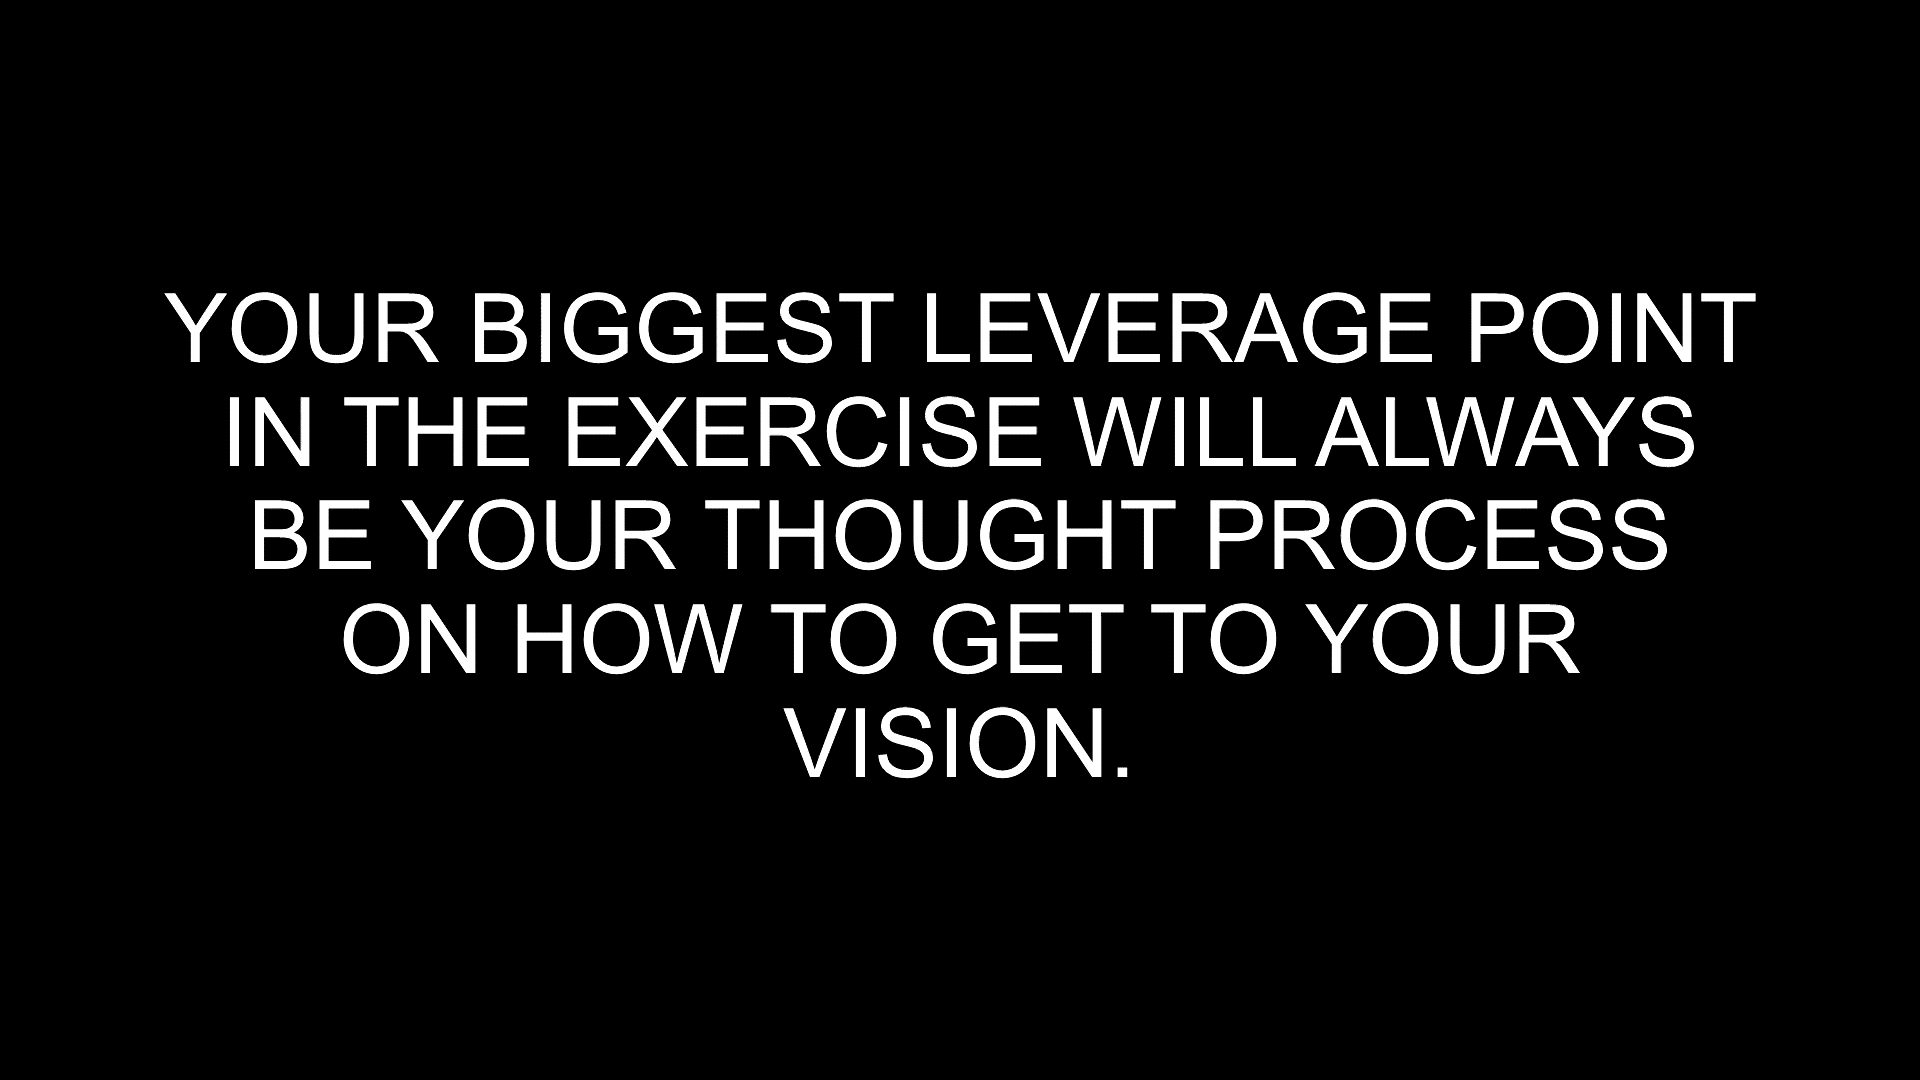 YOUR BIGGEST LEVERAGE POINT
IN THE EXERCISE WILL ALWAYS
BE YOUR THOUGHT PROCESS
ON HOW TO GET TO YOUR
VISION.